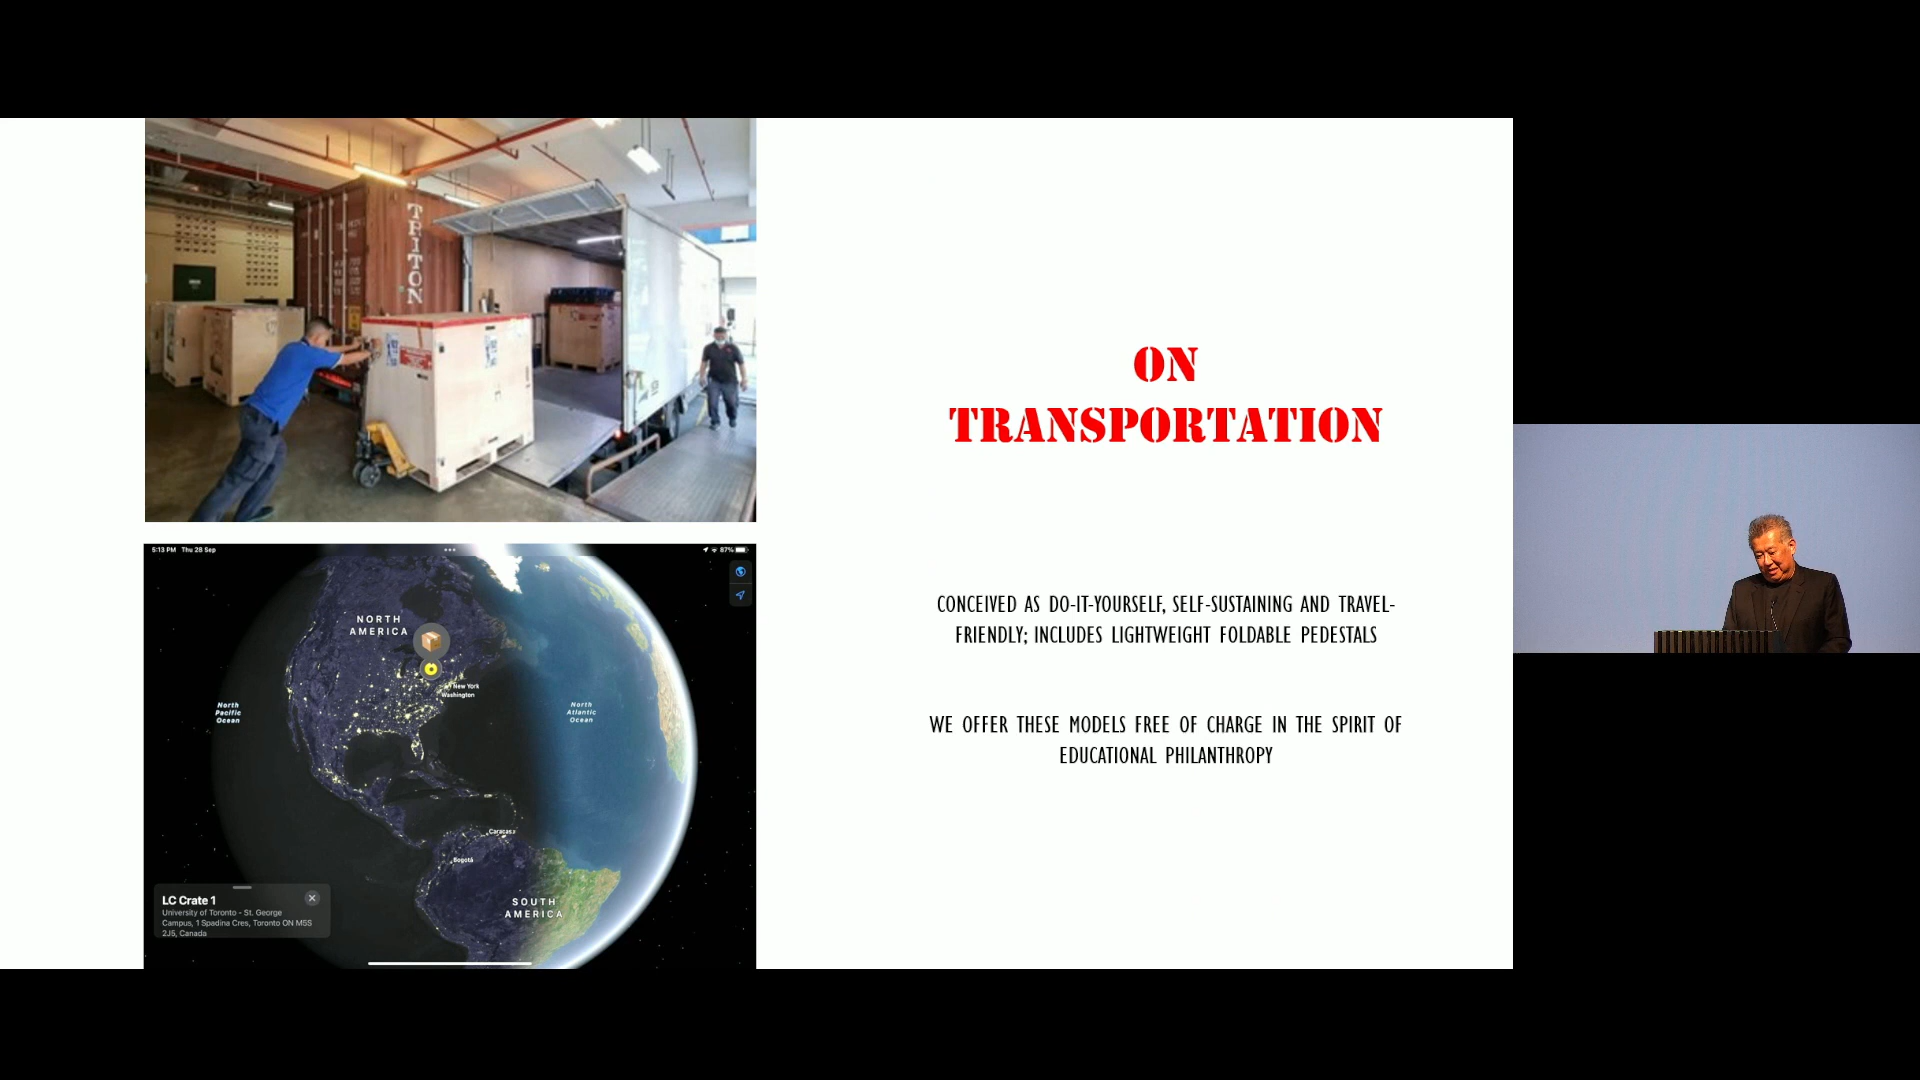 TRITON
ON
TRANSPORTATION
CONCEIVED AS DO-IT-YOURSELF, SELF-SUSTAINING AND TRAVEL-
FRIENDLY; INCLUDES LIGHTWEIGHT FOLDABLE PEDESTALS
WE OFFER THESE MODELS FREE OF CHARGE IN THE SPIRIT OF
EDUCATIONAL PHILANTHROPY
5:13 PM Thu 28 Sep
87%
NORTH
AMERICA
New York
Washington
North
Pacific
Ocean
North
Atlantic
Ocean
Caracas
Bogotá
SOUTH
AMERICA
LC Crate 1
University of Toronto - St. George
Campus, 1 Spadina Cres, Toronto ON M5S
2J5, Canada